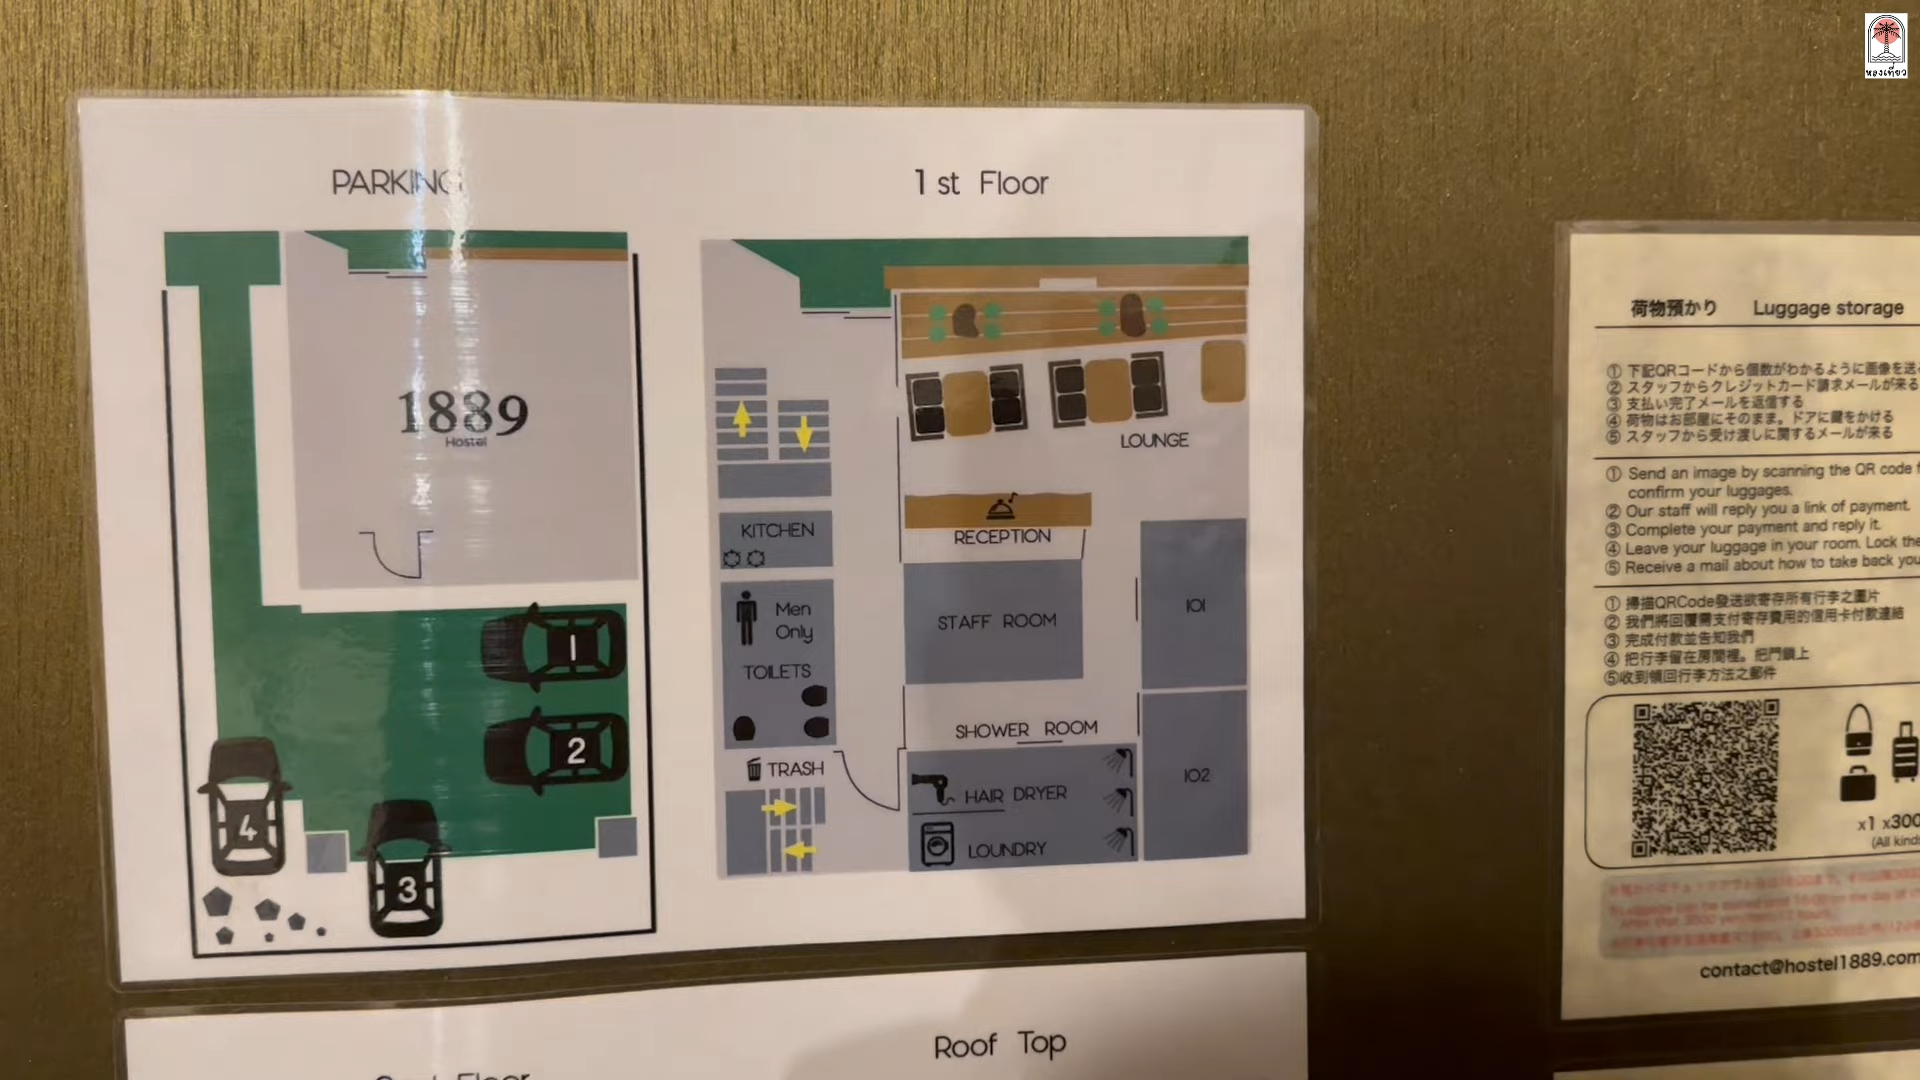 หลงเที่ยว
PARKING
1889
Hostel
1
2
3
4
1st Floor
LOUNGE
RECEPTION
KITCHEN
Men
Only
TOILETS
STAFF ROOM
101
SHOWER ROOM
TRASH
HAIR DRYER
LOUNDRY
102
Roof Top
荷物預かり Luggage storage
① 下記QRコードから個数がわかるように画像を送
② スタッフからクレジットカード請求メールが来る
③ 支払い完了メールを返信する
④ 荷物はお部屋にそのまま。ドアに鍵をかける
⑤ スタッフから受け渡しに関するメールが来る
① Send an image by scanning the QR code
confirm your luggages.
② Our staff will reply you a link of payment.
③ Complete your payment and reply it.
④ Leave your luggage in your room. Lock the
⑤ Receive a mail about how to take back you
① 掃描QRCode發送欲寄存所有行李之圖片
② 我們將回覆需支付寄存費用的信用卡付款連結
③ 完成付款並告知我們
④ 把行李留在房間裡。把門鎖上
⑤收到領回行李方法之郵件
x1 x300
(All kind
contact@hostel1889.com